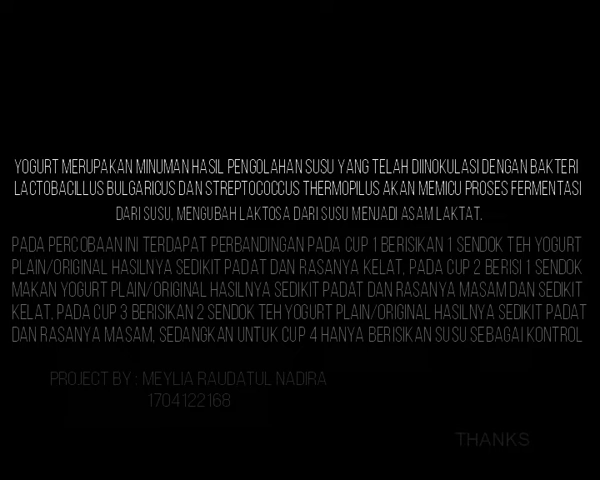 YOGURT MERUPAKAN MINUMAN HASIL PENGOLAHAN SUSU YANG TELAH DIINOKULASI DENGAN BAKTERI
LACTOBACILLUS BULGARICUS DAN STREPTOCOCCUS THERMOPILUS AKAN MEMICU PROSES FERMENTASI
DARI SUSU, MENGUBAH LAKTOSA DARI SUSU MENJADI ASAM LAKTAT.
PADA PERCOBAAN INI TERDAPAT PERBANDINGAN PADA CUP 1 BERISIKAN 1 SENDOK TEH YOGURT
PLAIN/ORIGINAL HASILNYA SEDIKIT PADAT DAN RASANYA KELAT, PADA CUP 2 BERISI 1 SENDOK
MAKAN YOGURT PLAIN/ORIGINAL HASILNYA SEDIKIT PADAT DAN RASANYA MASAM DAN SEDIKIT
KELAT, PADA CUP 3 BERISIKAN 2 SENDOK TEH YOGURT PLAIN/ORIGINAL HASILNYA SEDIKIT PADAT
DAN RASANYA MASAM, SEDANGKAN UNTUK CUP 4 HANYA BERISIKAN SUSU SEBAGAI KONTROL
PROJECT BY : MEYLIA RAUDATUL NADIRA
1704122168
THANKS